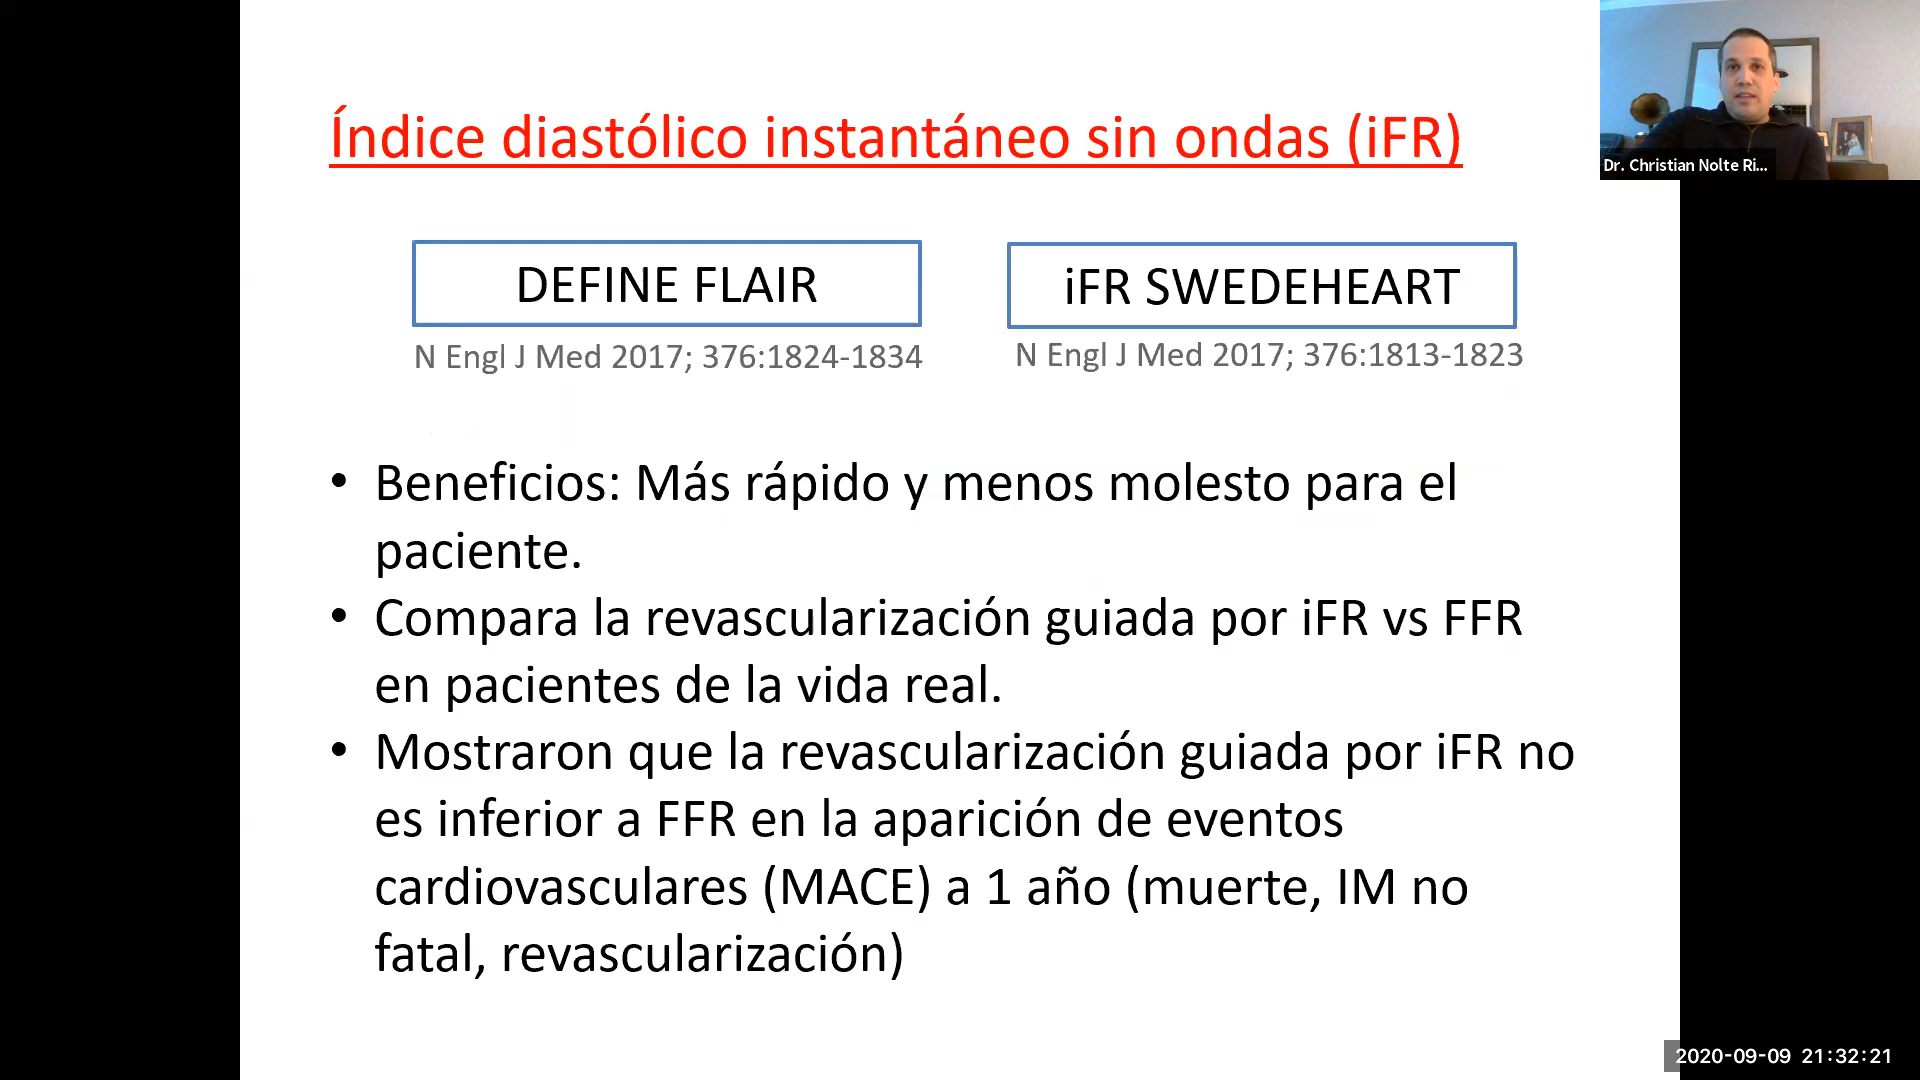 Índice diastólico instantáneo sin ondas (iFR)
Dr. Christian Nolte Ri...
DEFINE FLAIR
iFR SWEDEHEART
N Engl J Med 2017; 376:1824-1834
N Engl J Med 2017; 376:1813-1823
• Beneficios: Más rápido y menos molesto para el
paciente.
• Compara la revascularización guiada por iFR vs FFR
en pacientes de la vida real.
• Mostraron que la revascularización guiada por iFR no
es inferior a FFR en la aparición de eventos
cardiovasculares (MACE) a 1 año (muerte, IM no
fatal, revascularización)
2020-09-09 21:32:21